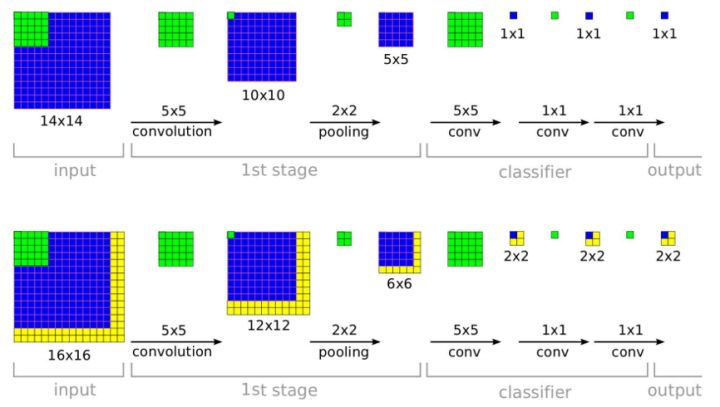 1x1 1x1 1x1
5x5
10x10
14x14
5x5 2x2 5x5 1x1 1x1
convolution pooling conv conv conv
input 1st stage classifier output
2x2 2x2 2x2
6x6
12x12
16x16
5x5 2x2 5x5 1x1 1x1
convolution pooling conv conv conv
input 1st stage classifier output